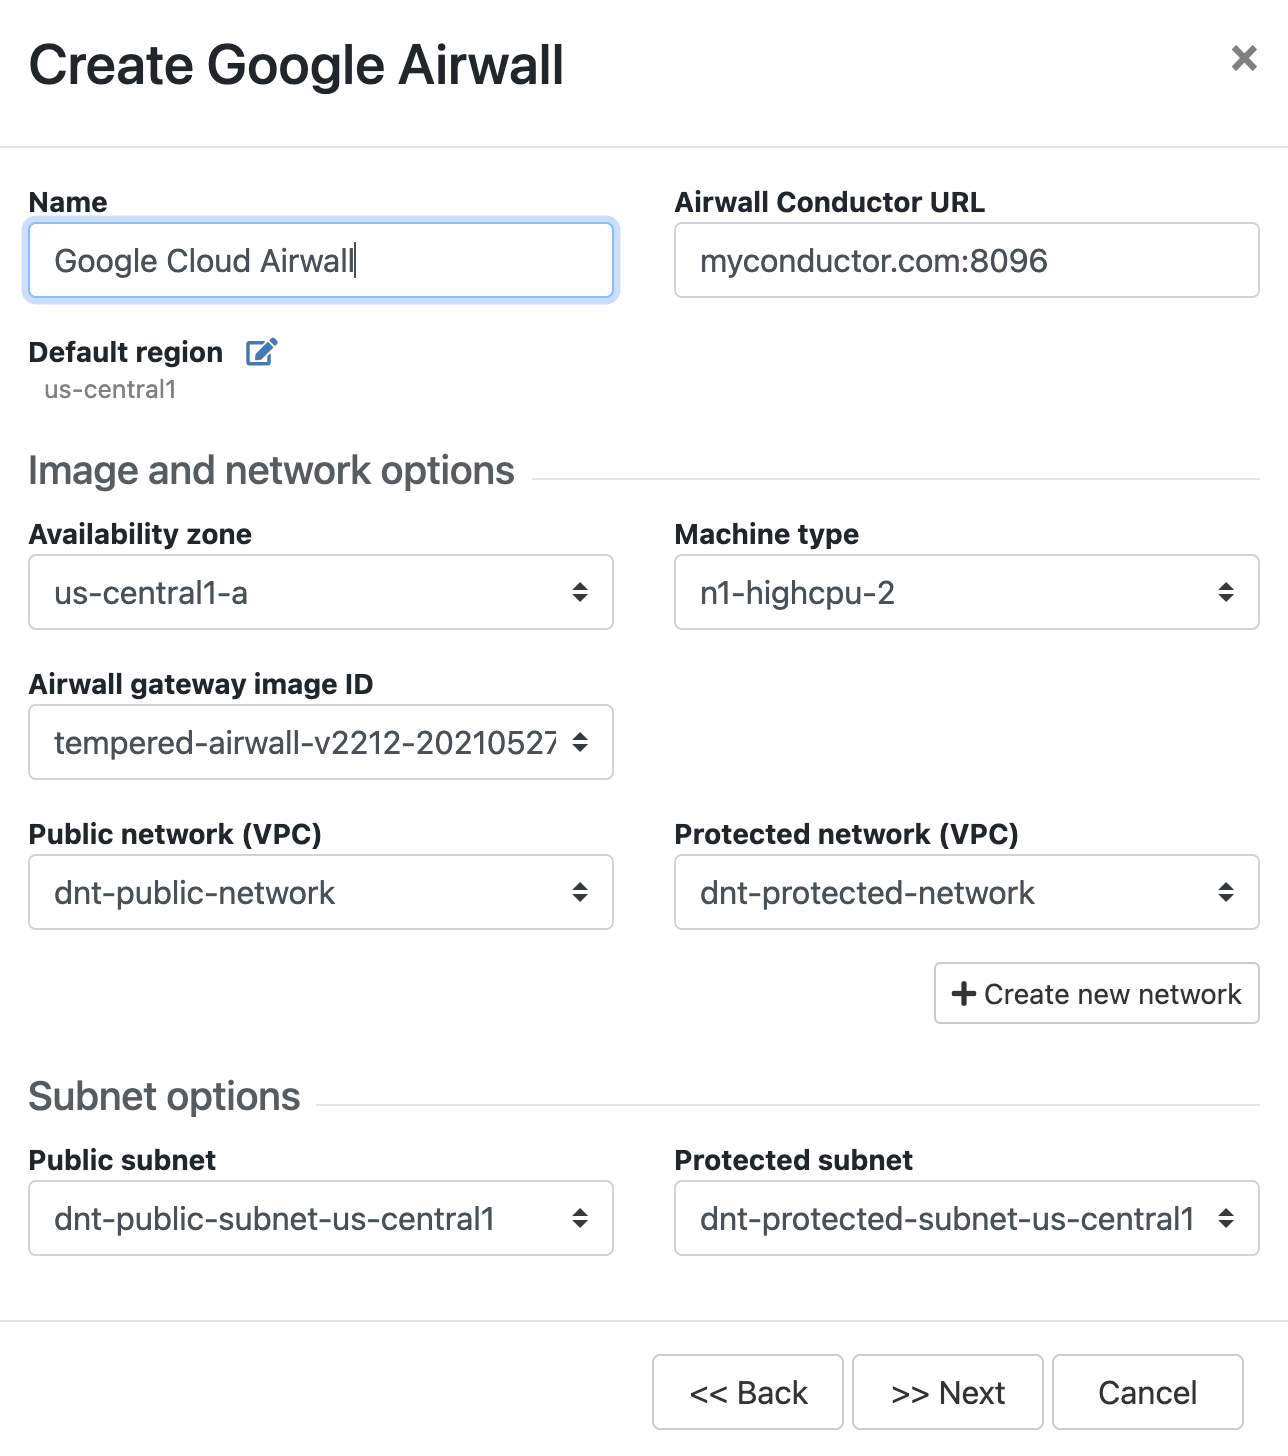 Create Google Airwall
Name
Google Cloud Airwall
Airwall Conductor URL
myconductor.com:8096
Default region
us-central1
Image and network options
Availability zone
us-central1-a
Machine type
n1-highcpu-2
Airwall gateway image ID
tempered-airwall-v2212-20210527
Public network (VPC)
dnt-public-network
Protected network (VPC)
dnt-protected-network
Create new network
Subnet options
Public subnet
dnt-public-subnet-us-central1
Protected subnet
dnt-protected-subnet-us-central1
<< Back
>> Next
Cancel